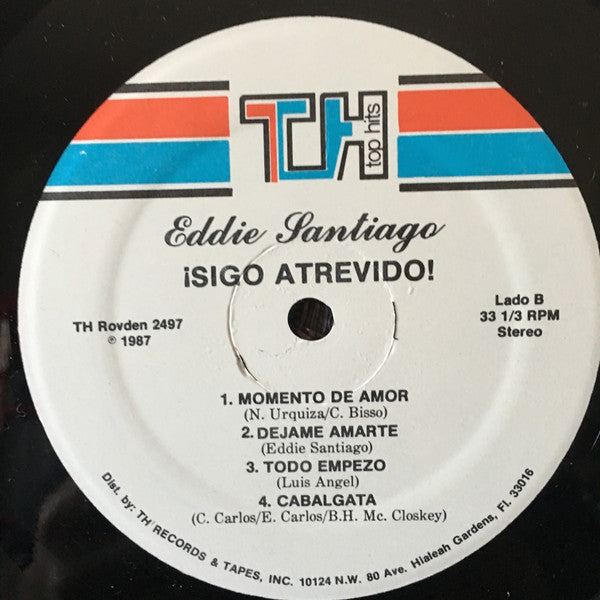 TH
top hits
Eddie Santiago
¡SIGO ATREVIDO!
TH Rovden 2497
℗ 1987
Lado B
33 1/3 RPM
Stereo
1. MOMENTO DE AMOR
(N. Urquiza/C. Bisso)
2. DEJAME AMARTE
(Eddie Santiago)
3. TODO EMPEZO
(Luis Angel)
4. CABALGATA
(C. Carlos/E. Carlos/B.H. Mc. Closkey)
Dist. by: TH RECORDS & TAPES, INC. 10124 N.W. 80 Ave. Hialeah Gardens, Fl. 33016